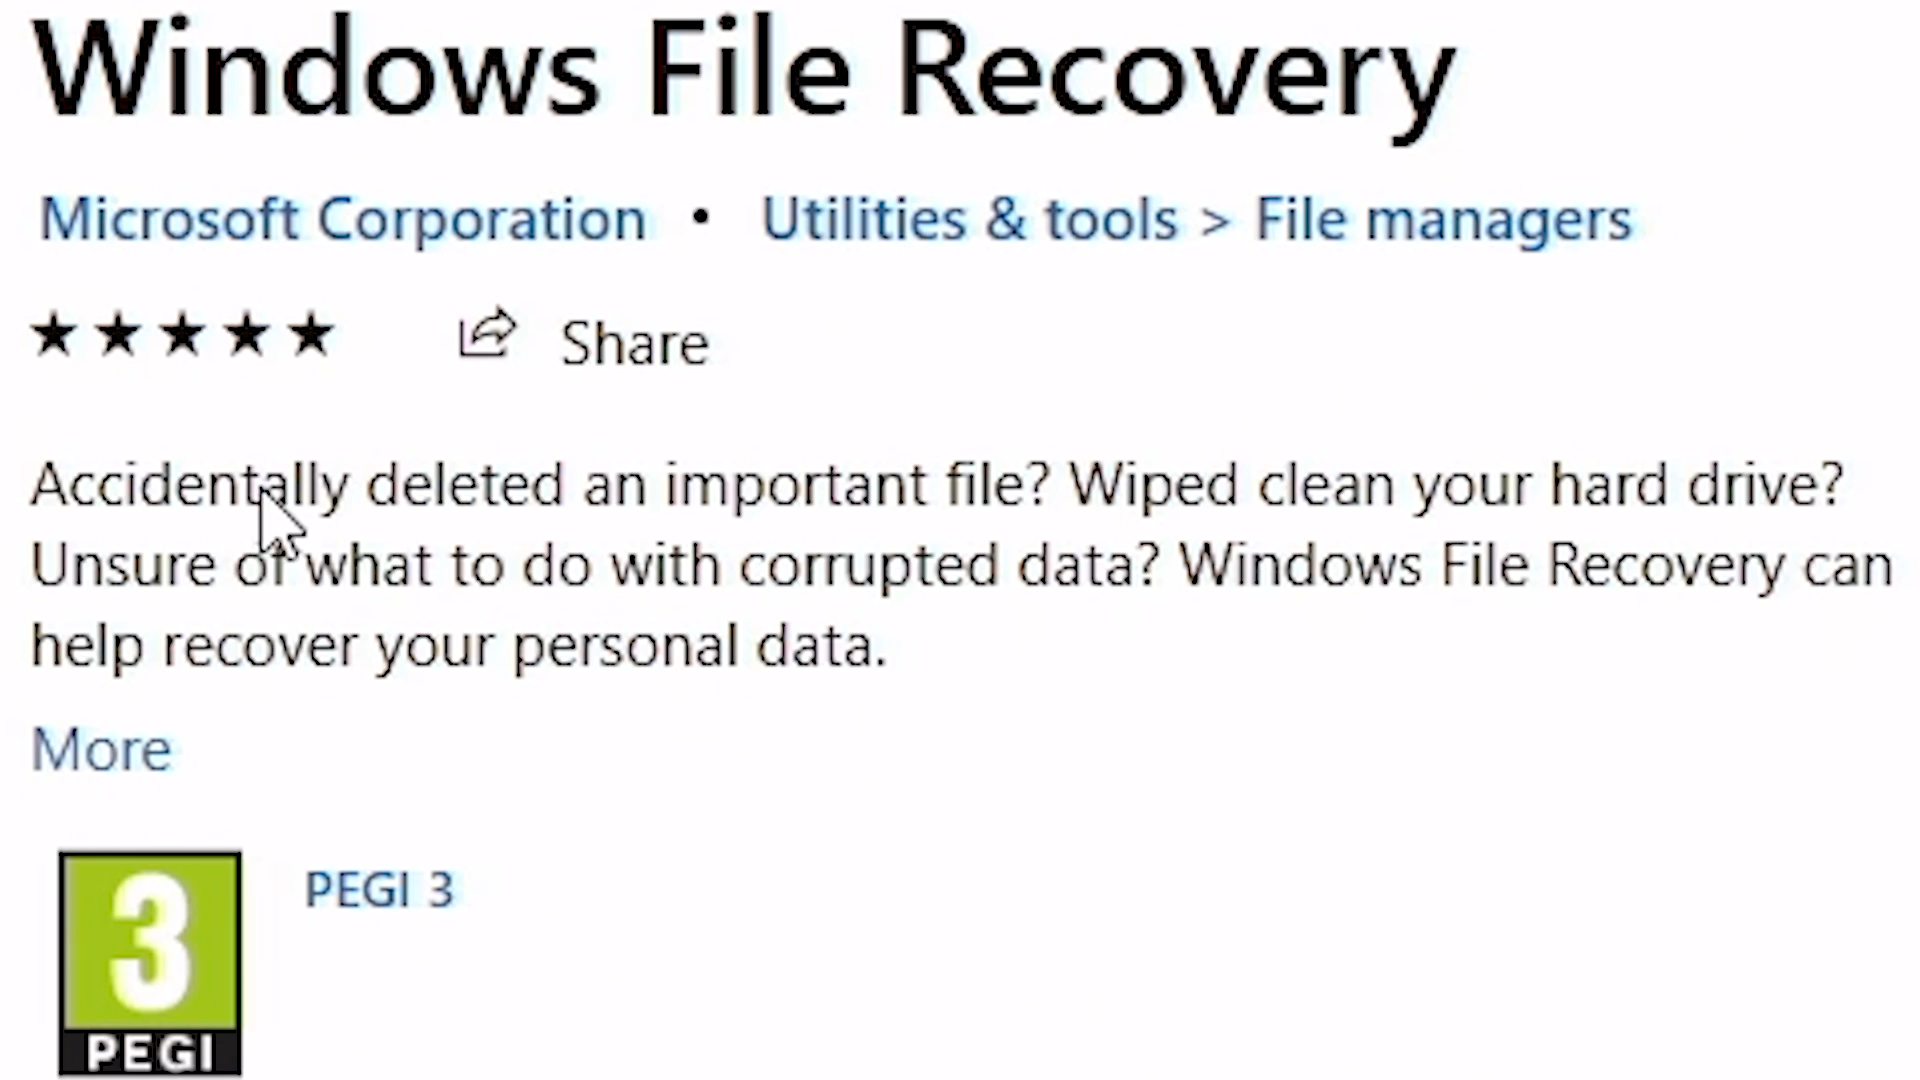 Windows File Recovery
Microsoft Corporation • Utilities & tools > File managers
★★★★★ Share
Accidentally deleted an important file? Wiped clean your hard drive?
Unsure of what to do with corrupted data? Windows File Recovery can
help recover your personal data.
More
3 PEGI 3
PEGI